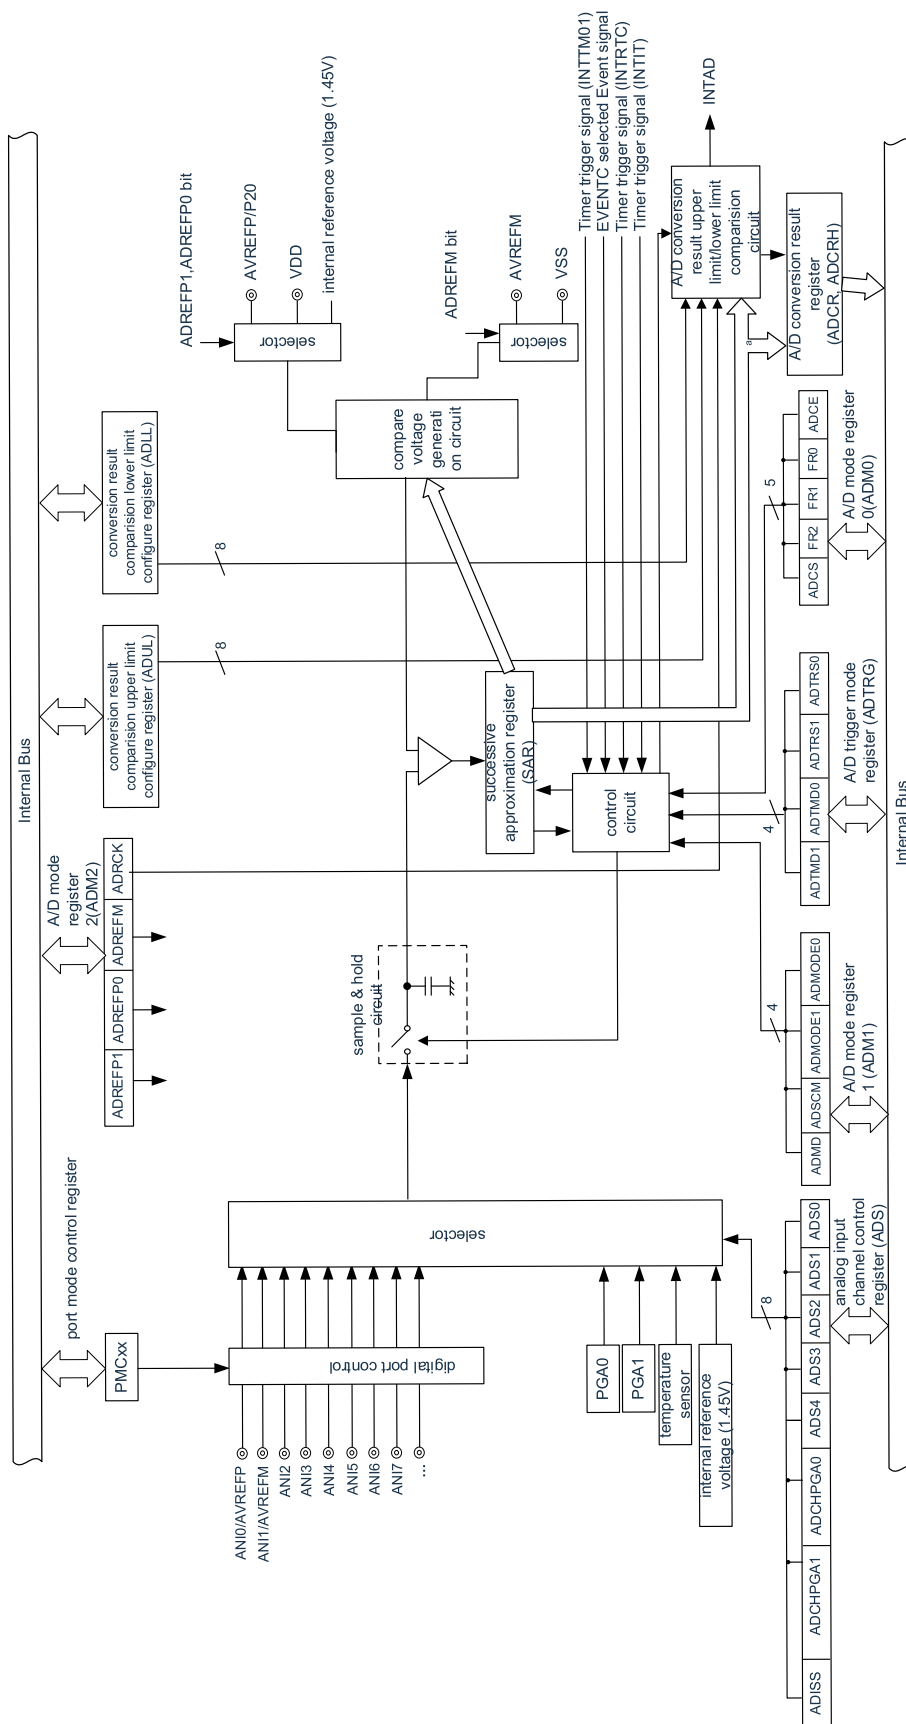 Internal Bus
port mode control register
PMCxx
A/D mode
register
2(ADM2)
ADREFP1
ADREFP0
ADREFM
ADRCK
conversion result
comparision upper limit
configure register (ADUL)
conversion result
comparision lower limit
configure register (ADLL)
8
8
ADREFP1,ADREFP0 bit
selector
AVREFP/P20
VDD
internal reference voltage (1.45V)
digital port control
ANI0/AVREFP
ANI1/AVREFM
ANI2
ANI3
ANI4
ANI5
ANI6
ANI7
...
selector
sample & hold
circuit
compare
voltage
generati
on circuit
ADREFM bit
selector
AVREFM
VSS
successive
approximation register
(SAR)
control
circuit
Timer trigger signal (INTTM01)
EVENTC selected Event signal
Timer trigger signal (INTRTC)
Timer trigger signal (INTIT)
PGA0
PGA1
temperature
sensor
internal reference
voltage (1.45V)
A/D conversion
result upper
limit/lower limit
comparision
circuit
INTAD
a
A/D conversion result
register
(ADCR, ADCRH)
8
4
4
5
ADISS
ADCHPGA1
ADCHPGA0
ADS4
ADS3
ADS2
ADS1
ADS0
analog input
channel control
register (ADS)
ADMD
ADSCM
ADMODE1
ADMODE0
A/D mode register
1 (ADM1)
ADTMD1
ADTMD0
ADTRS1
ADTRS0
A/D trigger mode
register (ADTRG)
ADCS
FR2
FR1
FR0
ADCE
A/D mode register
0(ADM0)
Internal Bus